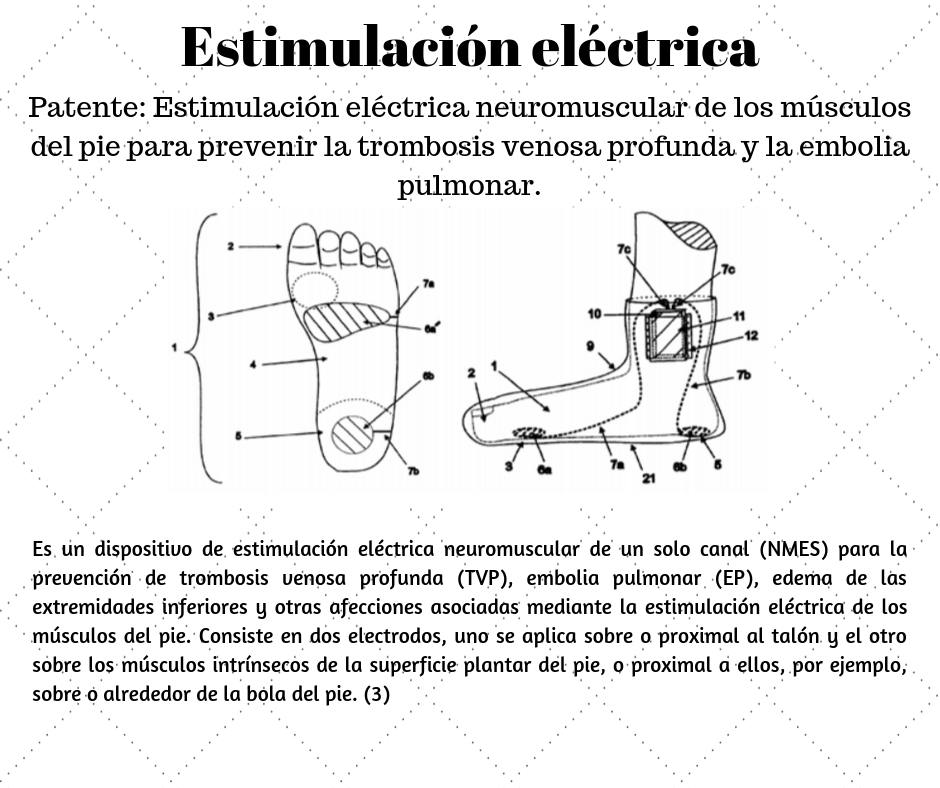 Estimulación eléctrica
Patente: Estimulación eléctrica neuromuscular de los músculos
del pie para prevenir la trombosis venosa profunda y la embolia
pulmonar.
1
2
3
4
5
7a
6a'
6b
7b
7c
7c
10
11
12
9
1
2
7b
3
6a
7a
21
6b
5
Es un dispositivo de estimulación eléctrica neuromuscular de un solo canal (NMES) para la
prevención de trombosis venosa profunda (TVP), embolia pulmonar (EP), edema de las
extremidades inferiores y otras afecciones asociadas mediante la estimulación eléctrica de los
músculos del pie. Consiste en dos electrodos, uno se aplica sobre o proximal al talón y el otro
sobre los músculos intrínsecos de la superficie plantar del pie, o proximal a ellos, por ejemplo,
sobre o alrededor de la bola del pie. (3)